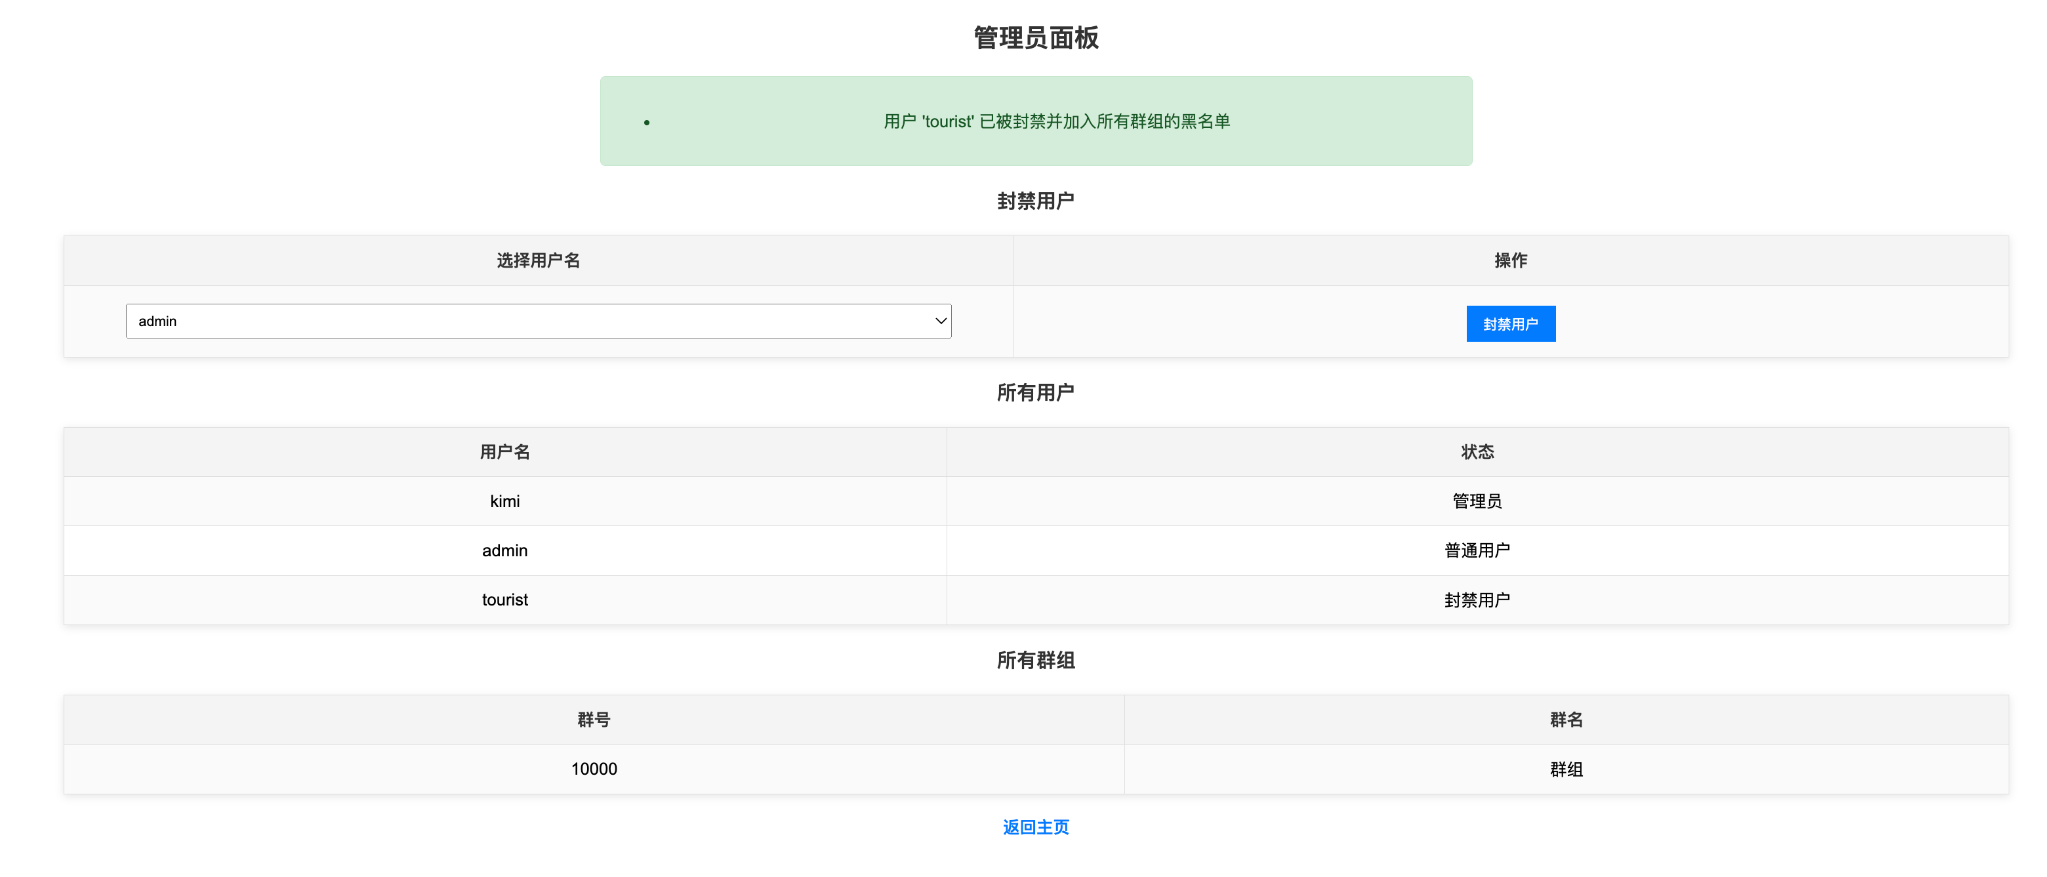 管理员面板
用户 'tourist' 已被封禁并加入所有群组的黑名单
封禁用户
选择用户名 操作
admin 封禁用户
所有用户
用户名 状态
kimi 管理员
admin 普通用户
tourist 封禁用户
所有群组
群号 群名
10000 群组
返回主页